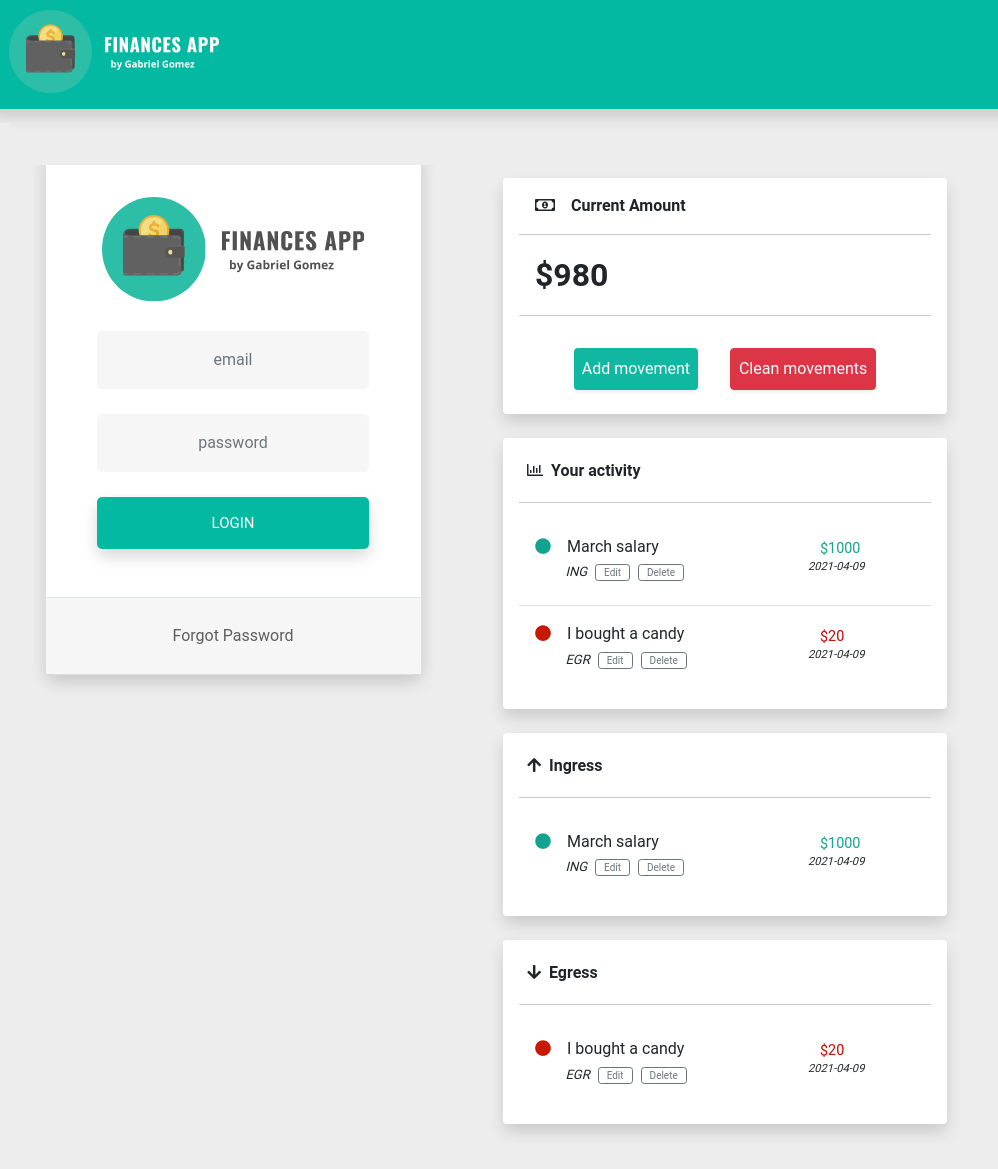 FINANCES APP
by Gabriel Gomez
FINANCES APP
by Gabriel Gomez
email
password
LOGIN
Forgot Password
Current Amount
$980
Add movement Clean movements
Your activity
March salary $1000
ING Edit Delete 2021-04-09
I bought a candy $20
EGR Edit Delete 2021-04-09
Ingress
March salary $1000
ING Edit Delete 2021-04-09
Egress
I bought a candy $20
EGR Edit Delete 2021-04-09